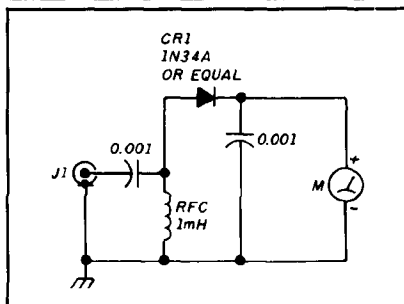 CR1
1N34A
OR EQUAL
0.001
0.001
J1
RFC
1mH
M
+
-